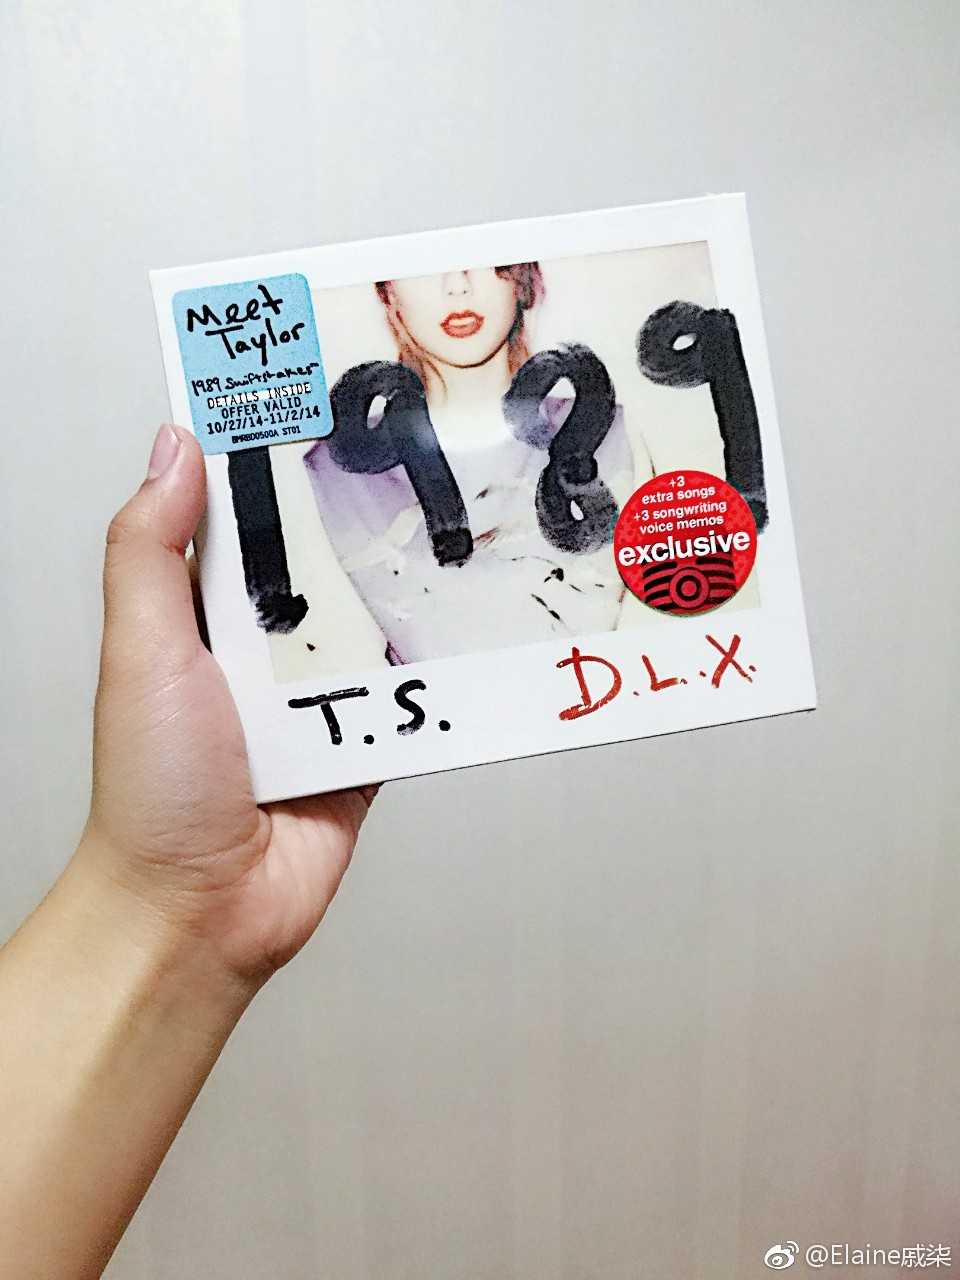 Meet
Taylor
1989 Swiftstakes™
DETAILS INSIDE
OFFER VALID
10/27/14-11/2/14
BMRBD0500A ST01
1989
+3
extra songs
+3 songwriting
voice memos
exclusive
T.S. D.L.X.
@Elaine戚柒